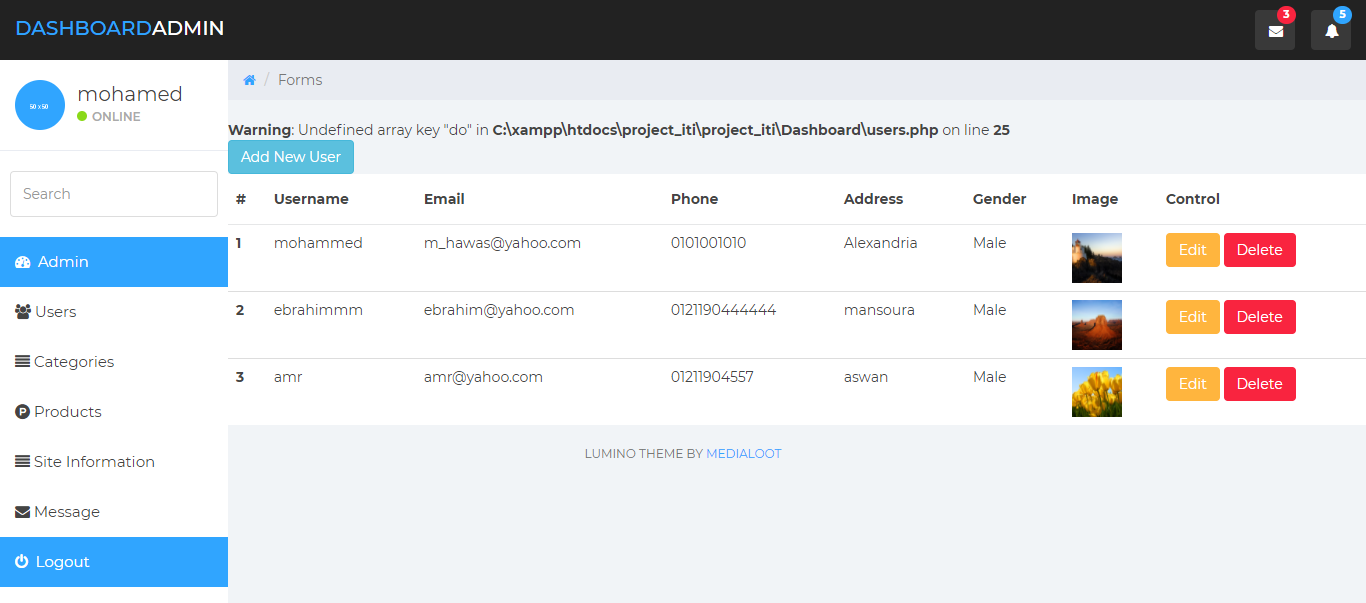 DASHBOARDADMIN
3
5
50 x 50
mohamed
ONLINE
/ Forms
Warning: Undefined array key "do" in C:\xampp\htdocs\project_iti\project_iti\Dashboard\users.php on line 25
Add New User
Search
# Username Email Phone Address Gender Image Control
1 mohammed m_hawas@yahoo.com 0101001010 Alexandria Male Edit Delete
2 ebrahimmm ebrahim@yahoo.com 0121190444444 mansoura Male Edit Delete
3 amr amr@yahoo.com 01211904557 aswan Male Edit Delete
Admin
Users
Categories
P Products
Site Information
Message
Logout
LUMINO THEME BY MEDIALOOT